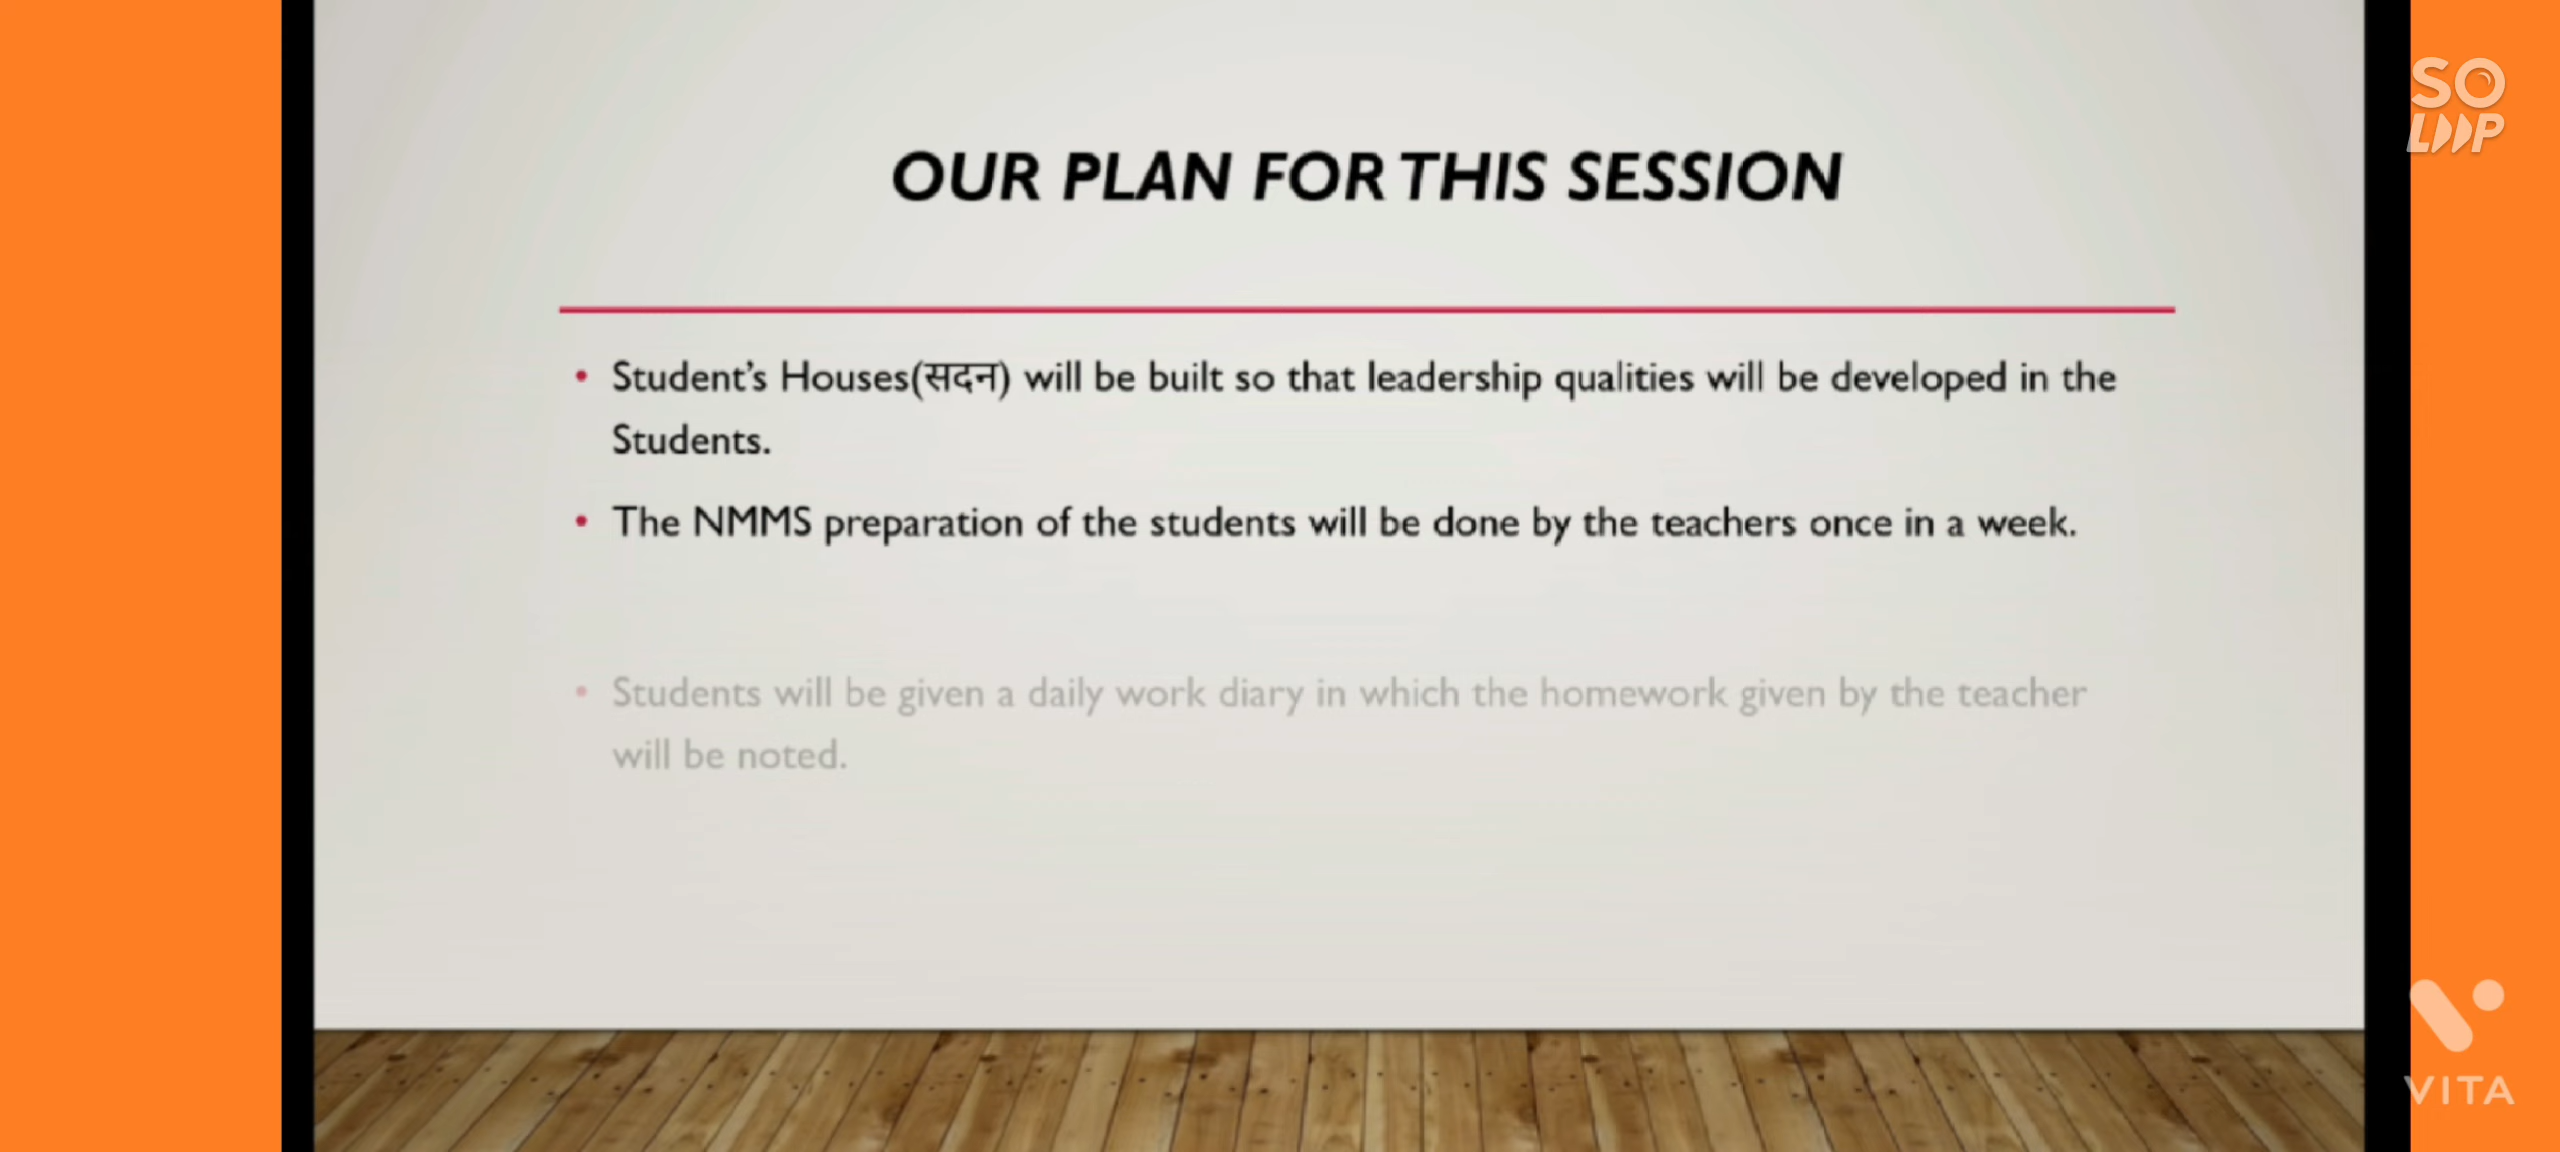 OUR PLAN FOR THIS SESSION
• Student's Houses(सदन) will be built so that leadership qualities will be developed in the
Students.
• The NMMS preparation of the students will be done by the teachers once in a week.
• Students will be given a daily work diary in which the homework given by the teacher
will be noted.
SO
LOOP
VITA